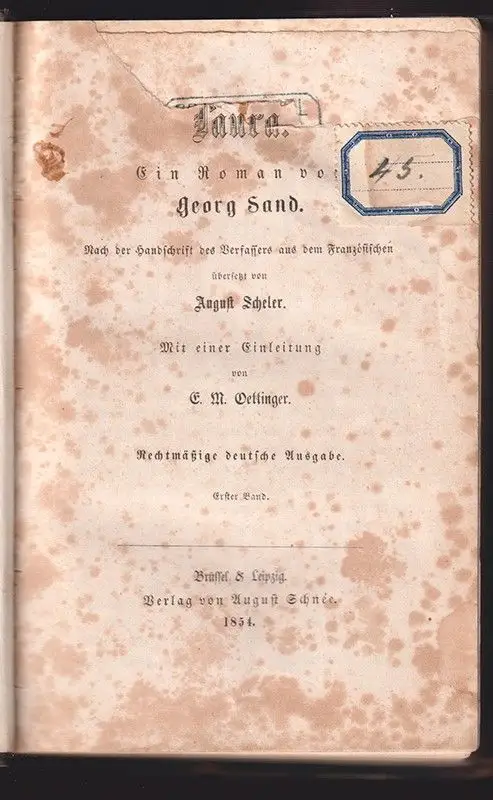 Laura.
45.
Ein Roman vo
Georg Sand.
Nach der Handschrift des Verfassers aus dem Französischen
übersetzt von
August Scheler.
Mit einer Einleitung
von
E. M. Oettinger.
Rechtmäßige deutsche Ausgabe.
Erster Band.
Brüssel & Leipzig.
Verlag von August Schnée.
1854.